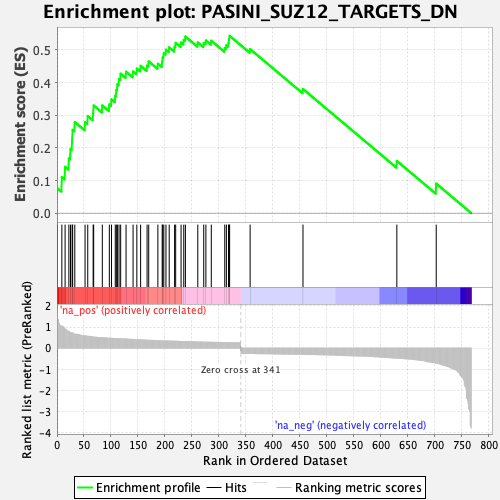 Enrichment plot: PASINI_SUZ12_TARGETS_DN
Enrichment score (ES)
0.5
0.4
0.3
0.2
0.1
0.0
Ranked list metric (PreRanked)
2
1
0
-1
-2
-3
-4
'na_pos' (positively correlated)
Zero cross at 341
'na_neg' (negatively correlated)
0 50 100 150 200 250 300 350 400 450 500 550 600 650 700 750 800
Rank in Ordered Dataset
Enrichment profile
Hits
Ranking metric scores